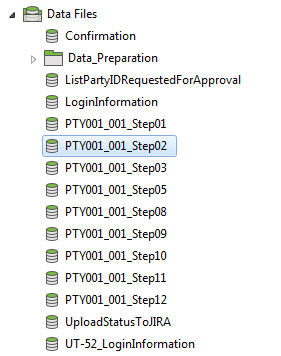 Data Files
Confirmation
Data_Preparation
ListPartyIDRequestedForApproval
LoginInformation
PTY001_001_Step01
PTY001_001_Step02
PTY001_001_Step03
PTY001_001_Step05
PTY001_001_Step08
PTY001_001_Step09
PTY001_001_Step10
PTY001_001_Step11
PTY001_001_Step12
UploadStatusToJIRA
UT-52_LoginInformation